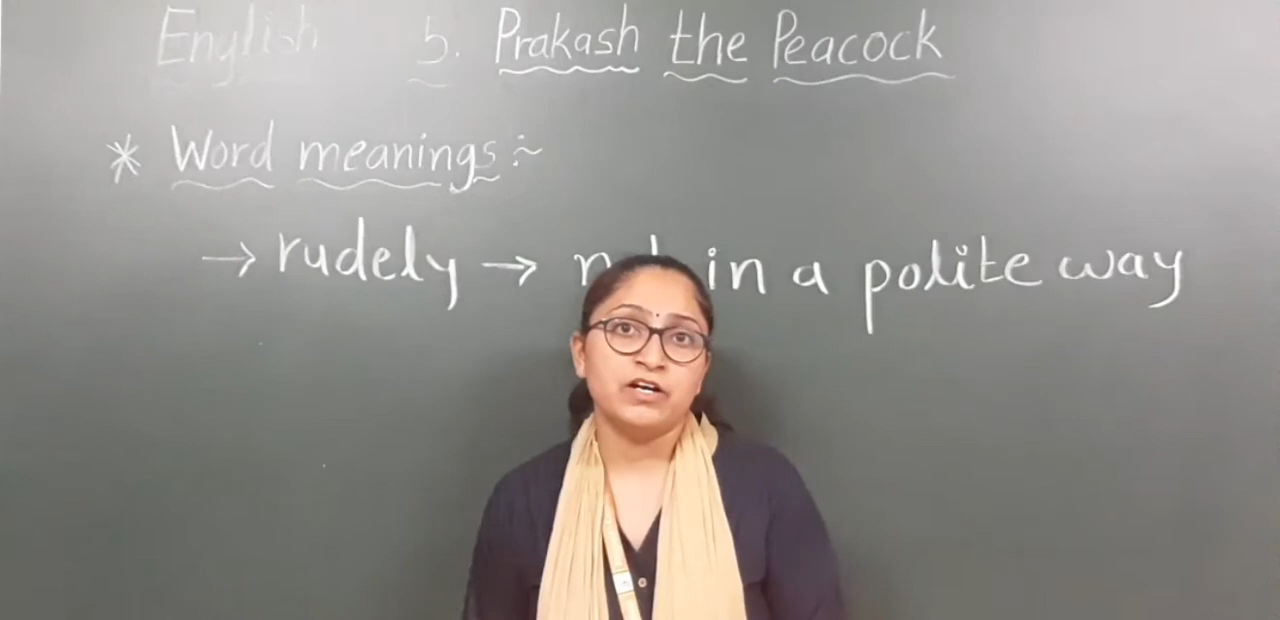 English 5. Prakash the Peacock
* Word meanings :~
→ rudely → in a polite way